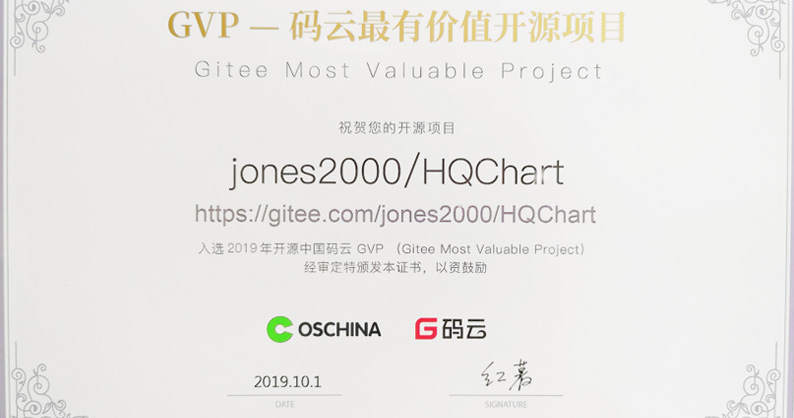 GVP — 码云最有价值开源项目
Gitee Most Valuable Project
祝贺您的开源项目
jones2000/HQChart
https://gitee.com/jones2000/HQChart
入选 2019 年开源中国码云 GVP （Gitee Most Valuable Project）
经审定特颁发本证书，以资鼓励
OSCHINA
G 码云
2019.10.1
红薯
DATE
SIGNATURE